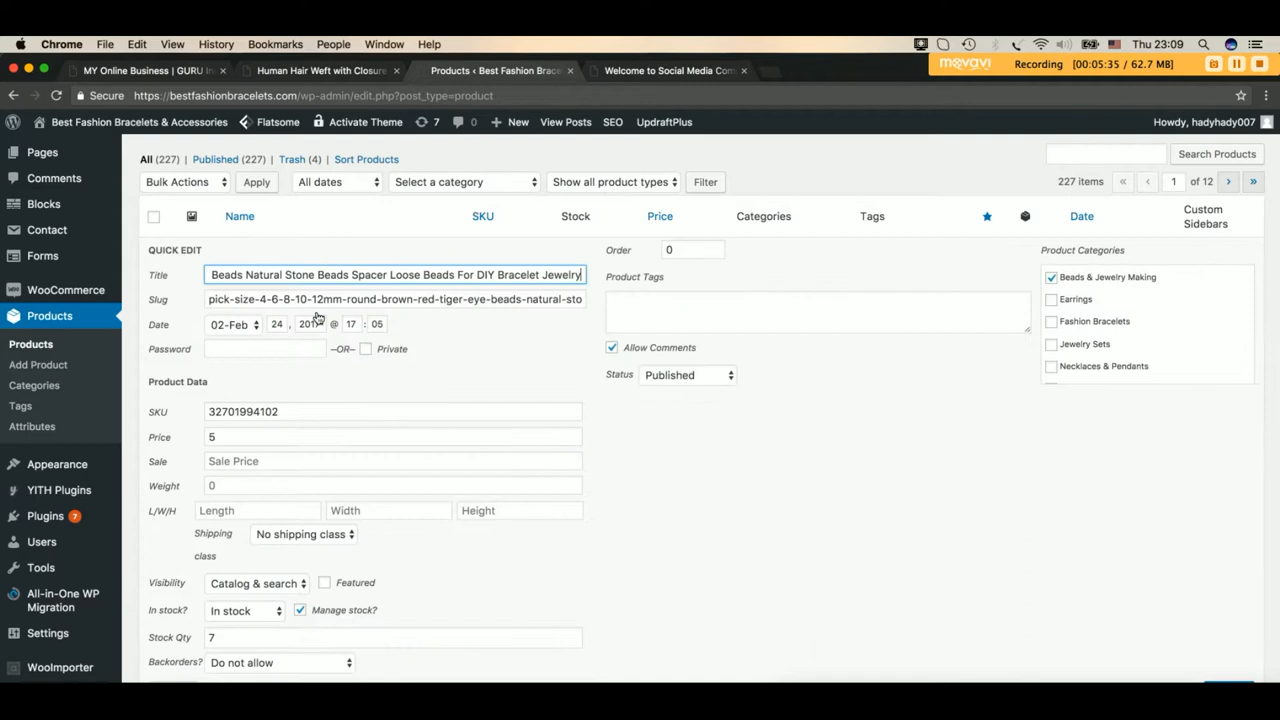 Chrome File Edit View History Bookmarks People Window Help Thu 23:09
MY Online Business | GURU In Human Hair Weft with Closure Products ‹ Best Fashion Brace Welcome to Social Media Com movavi Recording [00:05:35 / 62.7 MB]
Secure https://bestfashionbracelets.com/wp-admin/edit.php?post_type=product
Best Fashion Bracelets & Accessories Flatsome Activate Theme 7 New View Posts SEO UpdraftPlus Howdy, hadyhady007
Pages
Comments
Blocks
Contact
Forms
WooCommerce
Products
Products
Add Product
Categories
Tags
Attributes
Appearance
YITH Plugins
Plugins 7
Users
Tools
All-in-One WP
Migration
Settings
WooImporter
All (227) | Published (227) | Trash (4) | Sort Products Search Products
Bulk Actions Apply All dates Select a category Show all product types Filter 227 items « ‹ 1 of 12 › »
Name SKU Stock Price Categories Tags Date Custom
Sidebars
QUICK EDIT
Title Beads Natural Stone Beads Spacer Loose Beads For DIY Bracelet Jewelry
Slug pick-size-4-6-8-10-12mm-round-brown-red-tiger-eye-beads-natural-sto
Date 02-Feb 24 , 2017 @ 17 : 05
Password –OR– Private
Product Data
SKU 32701994102
Price 5
Sale Sale Price
Weight 0
L/W/H Length Width Height
Shipping
class No shipping class
Visibility Catalog & search Featured
In stock? In stock Manage stock?
Stock Qty 7
Backorders? Do not allow
Order 0
Product Tags
Allow Comments
Status Published
Product Categories
Beads & Jewelry Making
Earrings
Fashion Bracelets
Jewelry Sets
Necklaces & Pendants